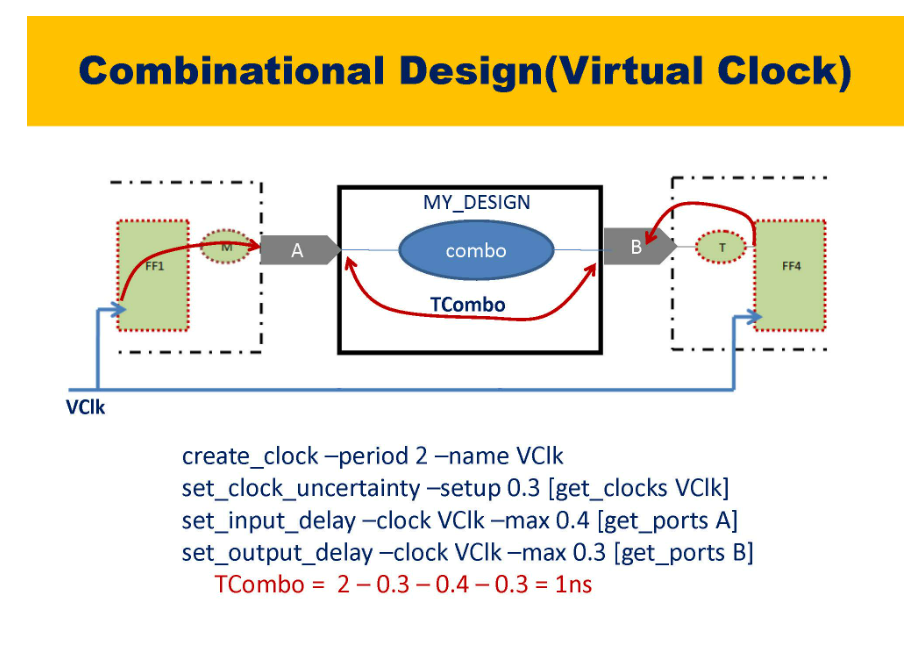 Combinational Design(Virtual Clock)
MY_DESIGN
FF1
M
A
combo
B
T
FF4
TCombo
VClk
create_clock –period 2 –name VClk
set_clock_uncertainty –setup 0.3 [get_clocks VClk]
set_input_delay –clock VClk –max 0.4 [get_ports A]
set_output_delay –clock VClk –max 0.3 [get_ports B]
TCombo = 2 – 0.3 – 0.4 – 0.3 = 1ns